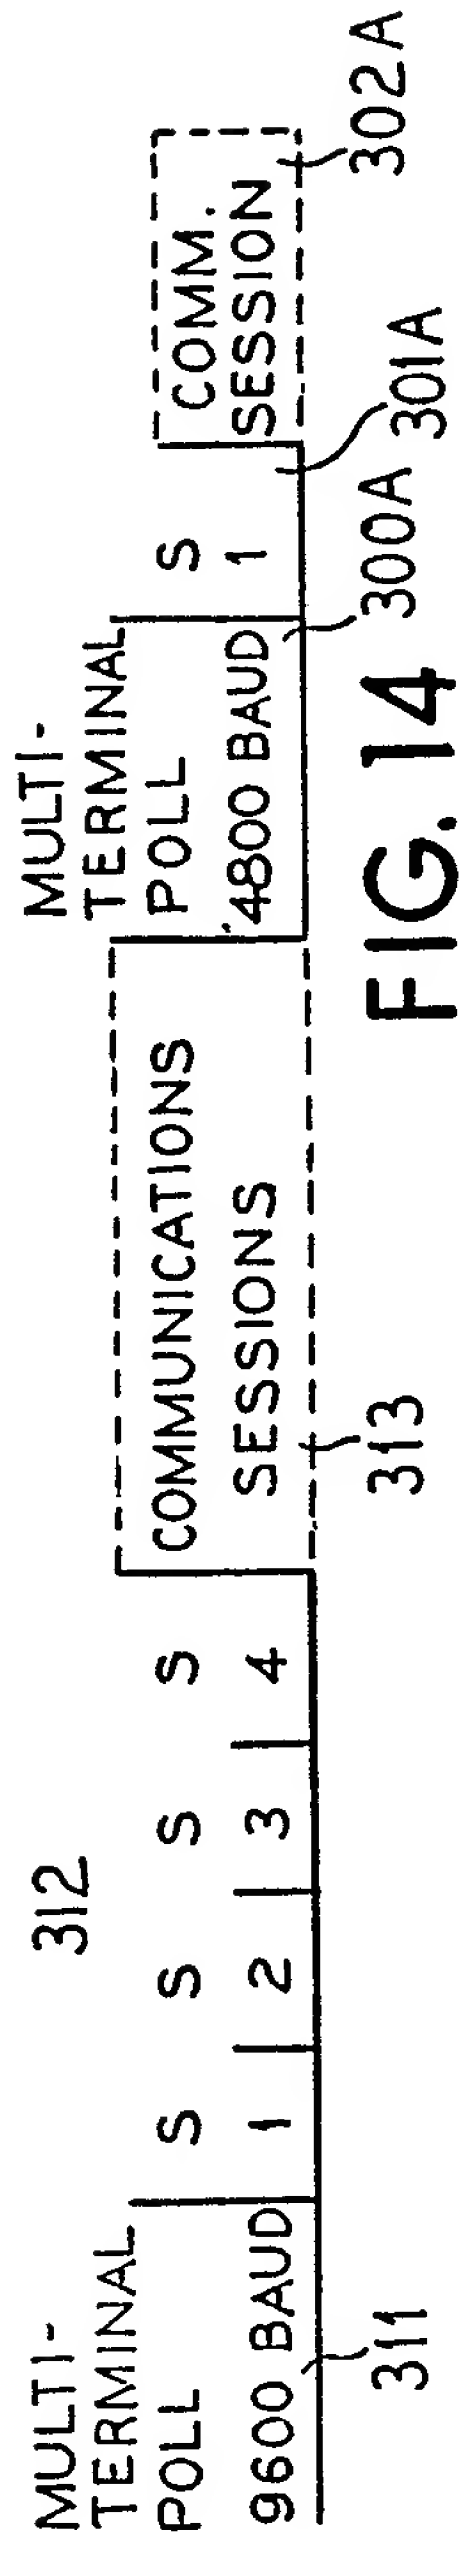 MULTI-
TERMINAL
POLL
9600 BAUD
311
312
S S S S
1 2 3 4
COMMUNICATIONS
SESSIONS
313
MULTI-
TERMINAL
POLL
4800 BAUD
300A
S
1
301A
COMM.
SESSION
302A
FIG. 14